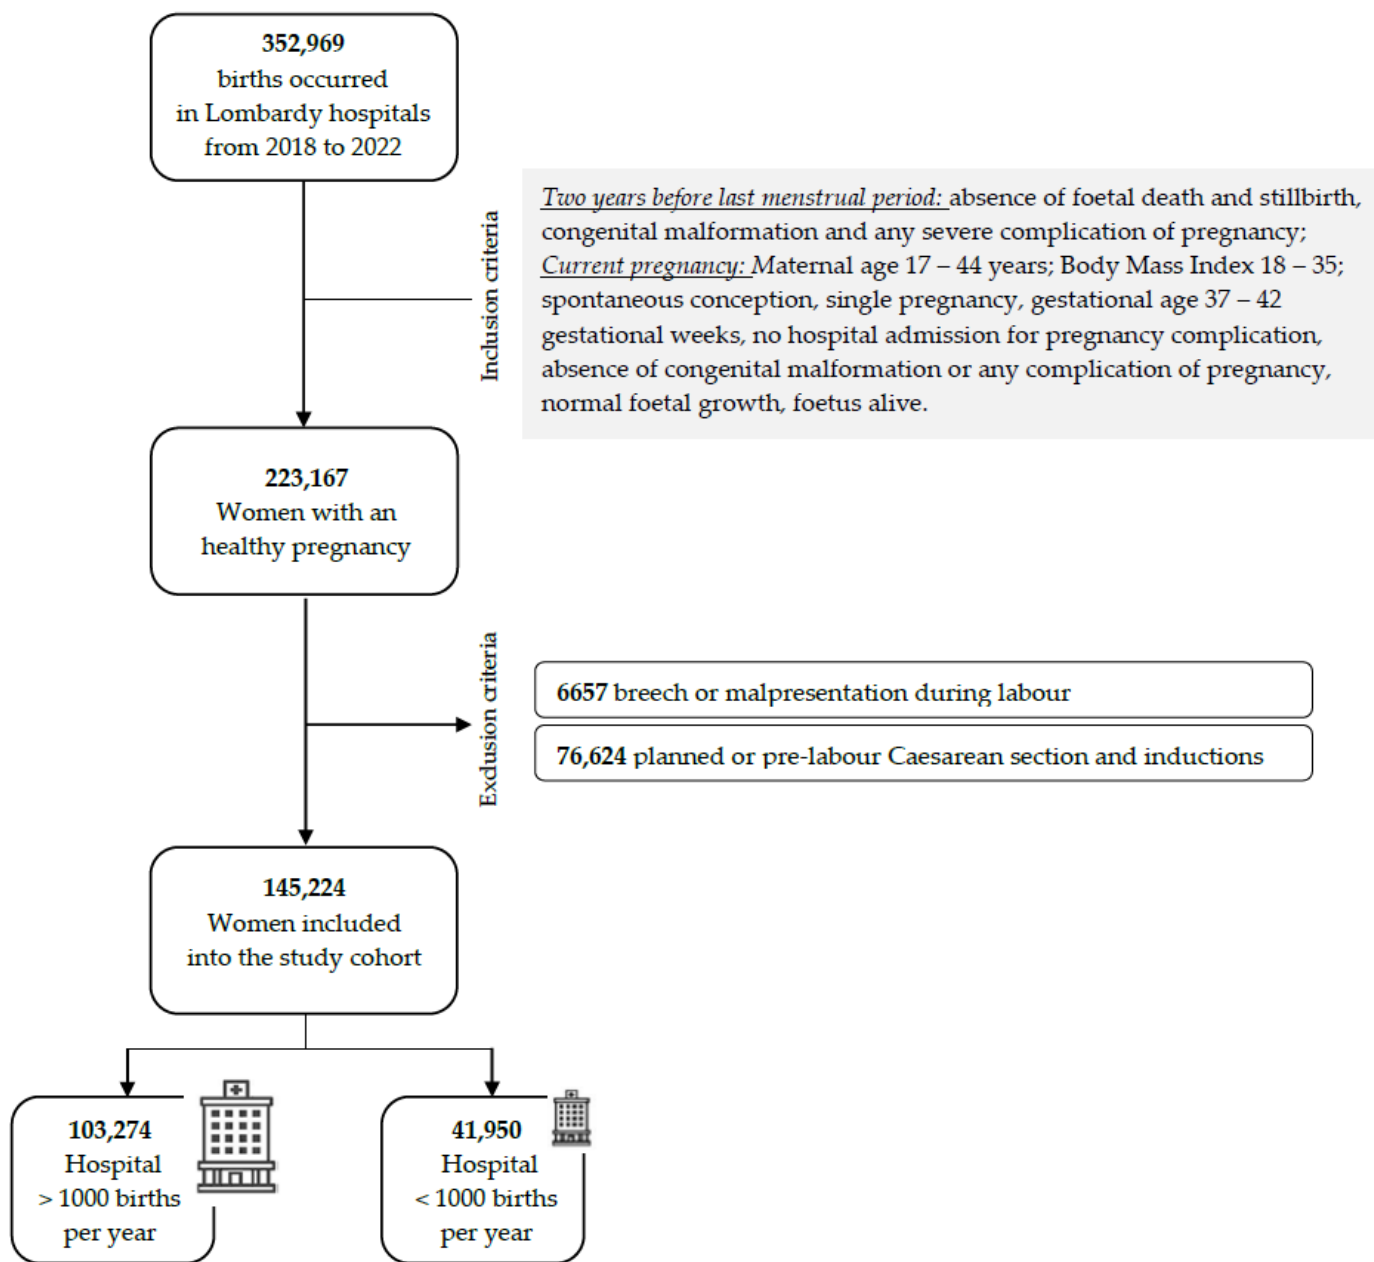 352,969
births occurred
in Lombardy hospitals
from 2018 to 2022
Inclusion criteria
Two years before last menstrual period: absence of foetal death and stillbirth,
congenital malformation and any severe complication of pregnancy;
Current pregnancy: Maternal age 17 – 44 years; Body Mass Index 18 – 35;
spontaneous conception, single pregnancy, gestational age 37 – 42
gestational weeks, no hospital admission for pregnancy complication,
absence of congenital malformation or any complication of pregnancy,
normal foetal growth, foetus alive.
223,167
Women with an
healthy pregnancy
Exclusion criteria
6657 breech or malpresentation during labour
76,624 planned or pre-labour Caesarean section and inductions
145,224
Women included
into the study cohort
103,274
Hospital
> 1000 births
per year
41,950
Hospital
< 1000 births
per year